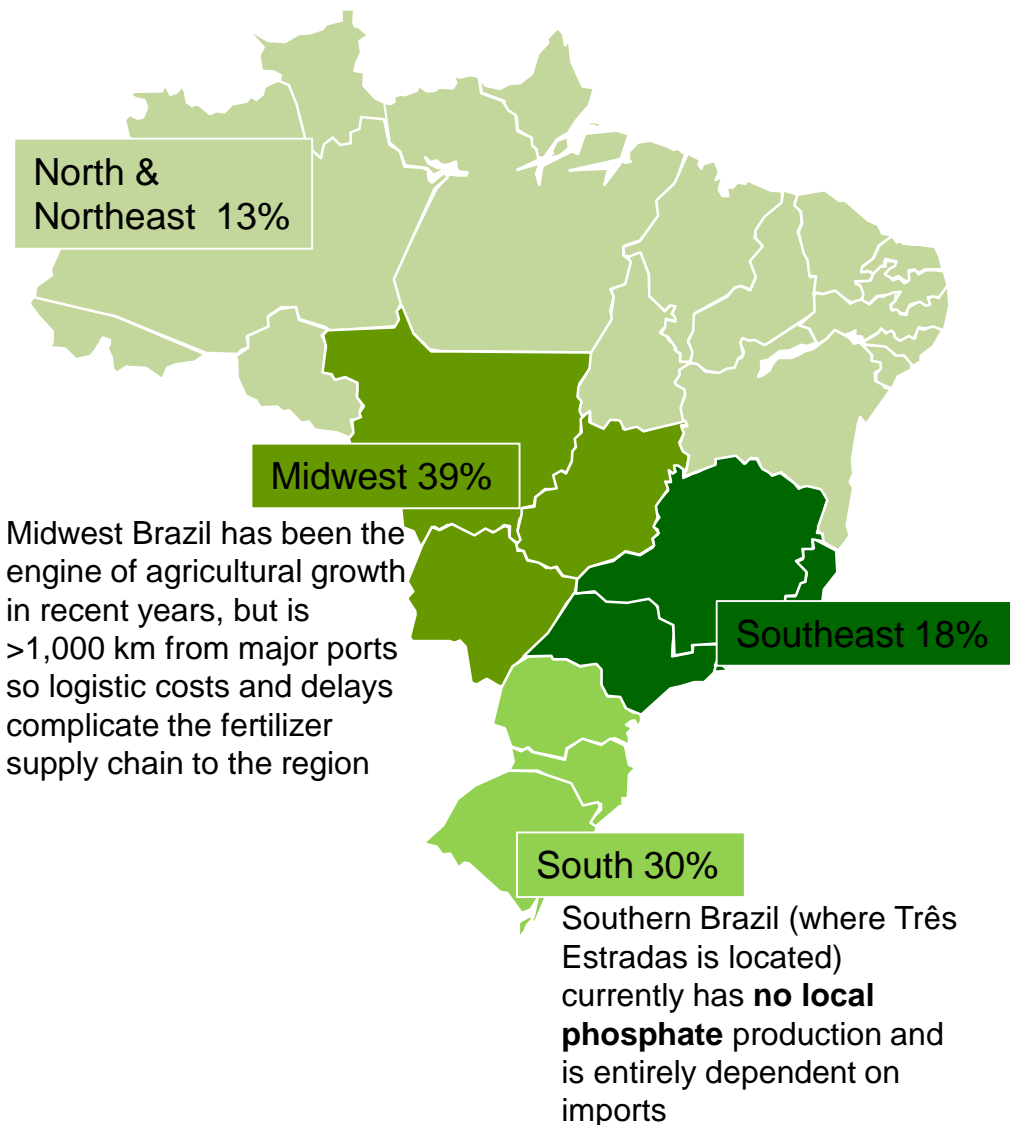 North &
Northeast 13%
Midwest 39%
Midwest Brazil has been the
engine of agricultural growth
in recent years, but is
>1,000 km from major ports
so logistic costs and delays
complicate the fertilizer
supply chain to the region
Southeast 18%
South 30%
Southern Brazil (where Três
Estradas is located)
currently has no local
phosphate production and
is entirely dependent on
imports